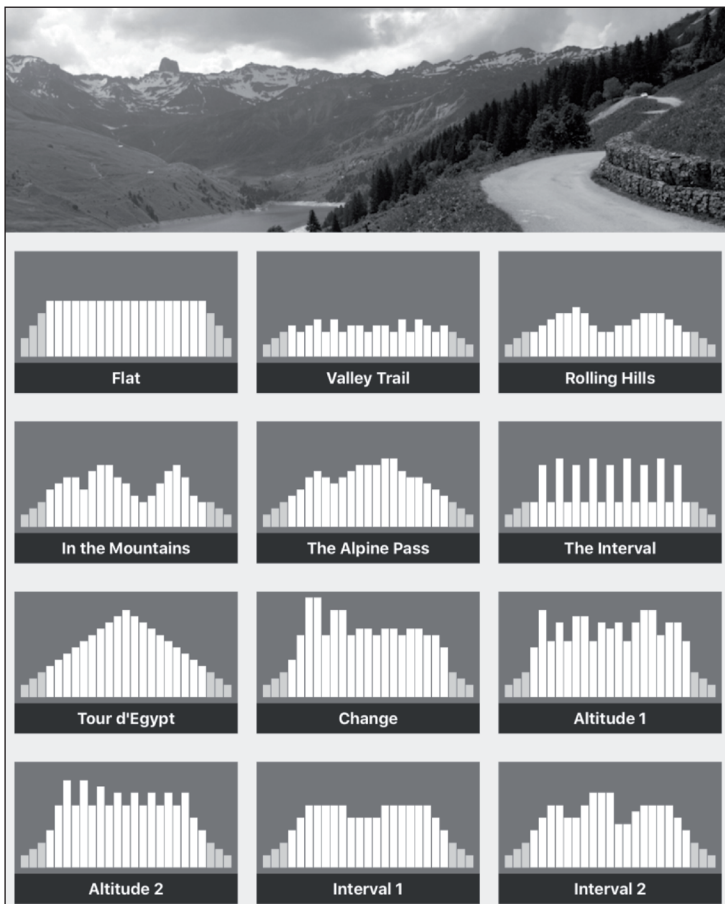 Flat
Valley Trail
Rolling Hills
In the Mountains
The Alpine Pass
The Interval
Tour d'Egypt
Change
Altitude 1
Altitude 2
Interval 1
Interval 2